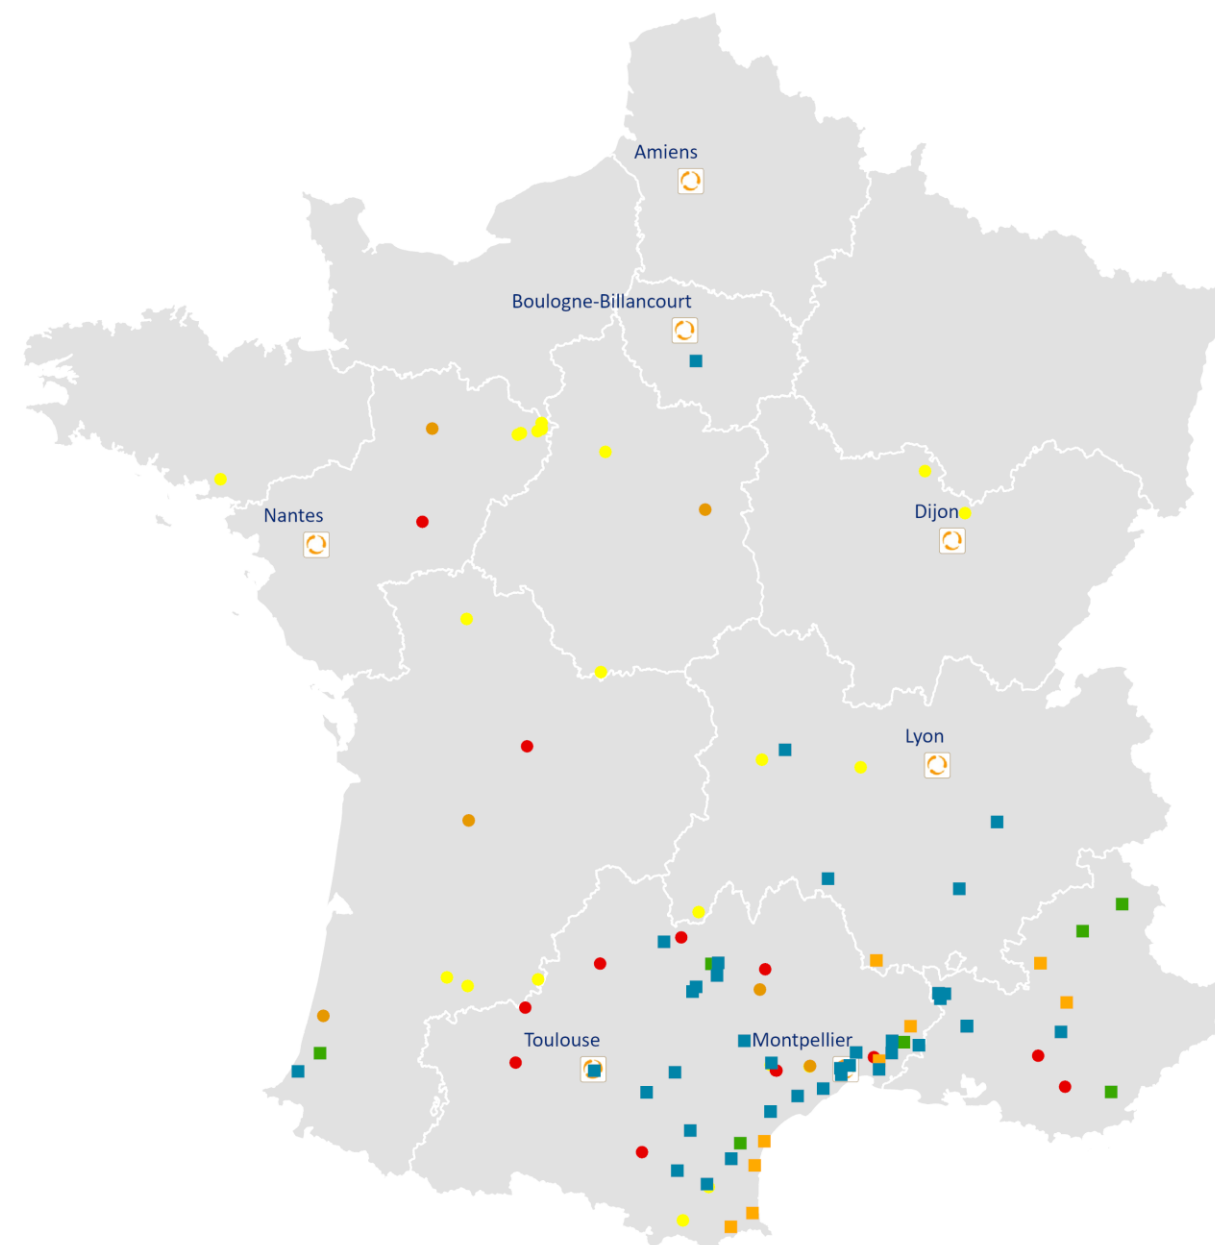 Amiens
Boulogne-Billancourt
Nantes
Dijon
Lyon
Toulouse
Montpellier